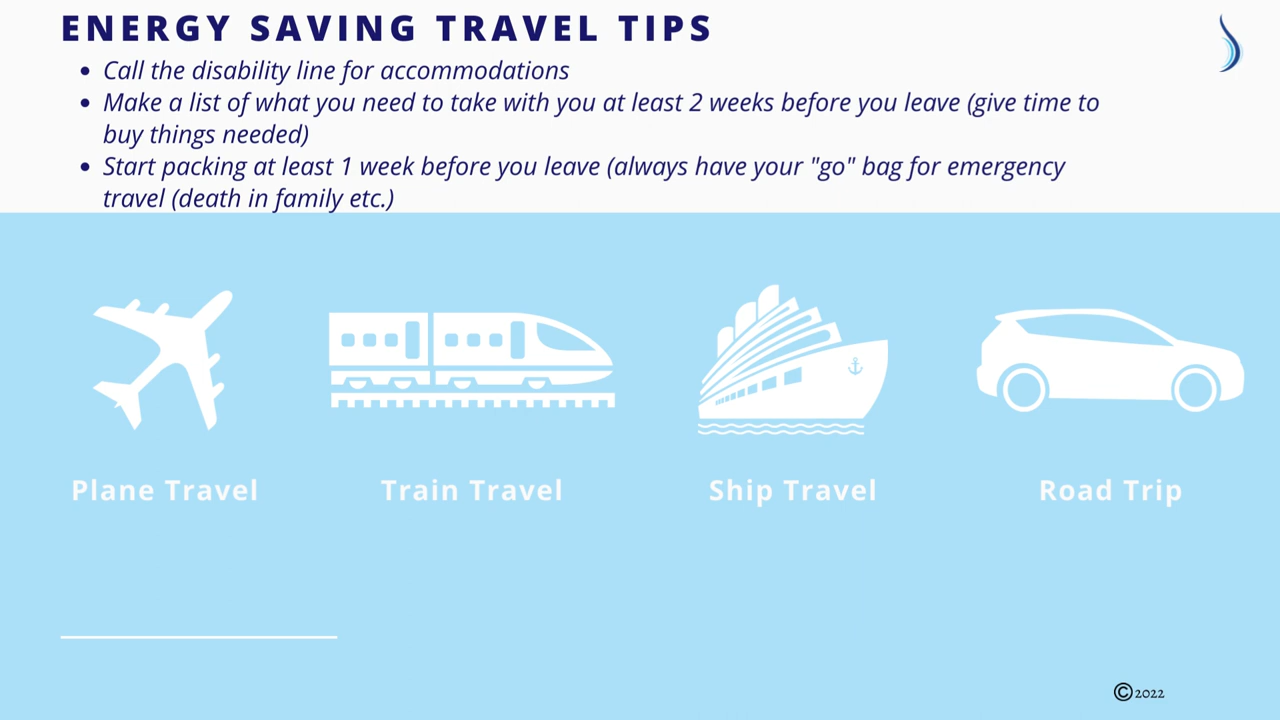 ENERGY SAVING TRAVEL TIPS
• Call the disability line for accommodations
• Make a list of what you need to take with you at least 2 weeks before you leave (give time to
buy things needed)
• Start packing at least 1 week before you leave (always have your "go" bag for emergency
travel (death in family etc.)
Plane Travel
Train Travel
Ship Travel
Road Trip
©2022